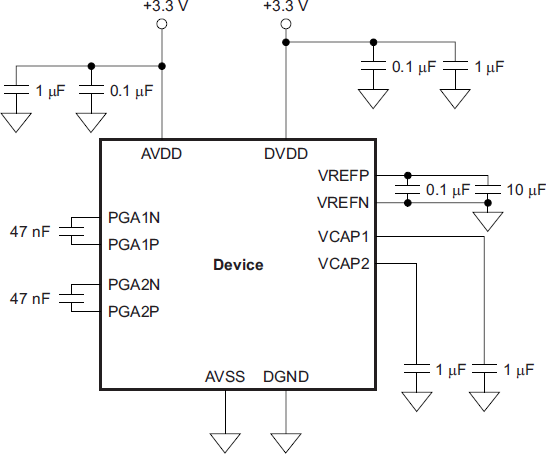 +3.3 V
+3.3 V
1 μF
0.1 μF
0.1 μF
1 μF
AVDD
DVDD
VREFP
0.1 μF
10 μF
VREFN
PGA1N
47 nF
PGA1P
VCAP1
VCAP2
Device
PGA2N
47 nF
PGA2P
AVSS
DGND
1 μF
1 μF